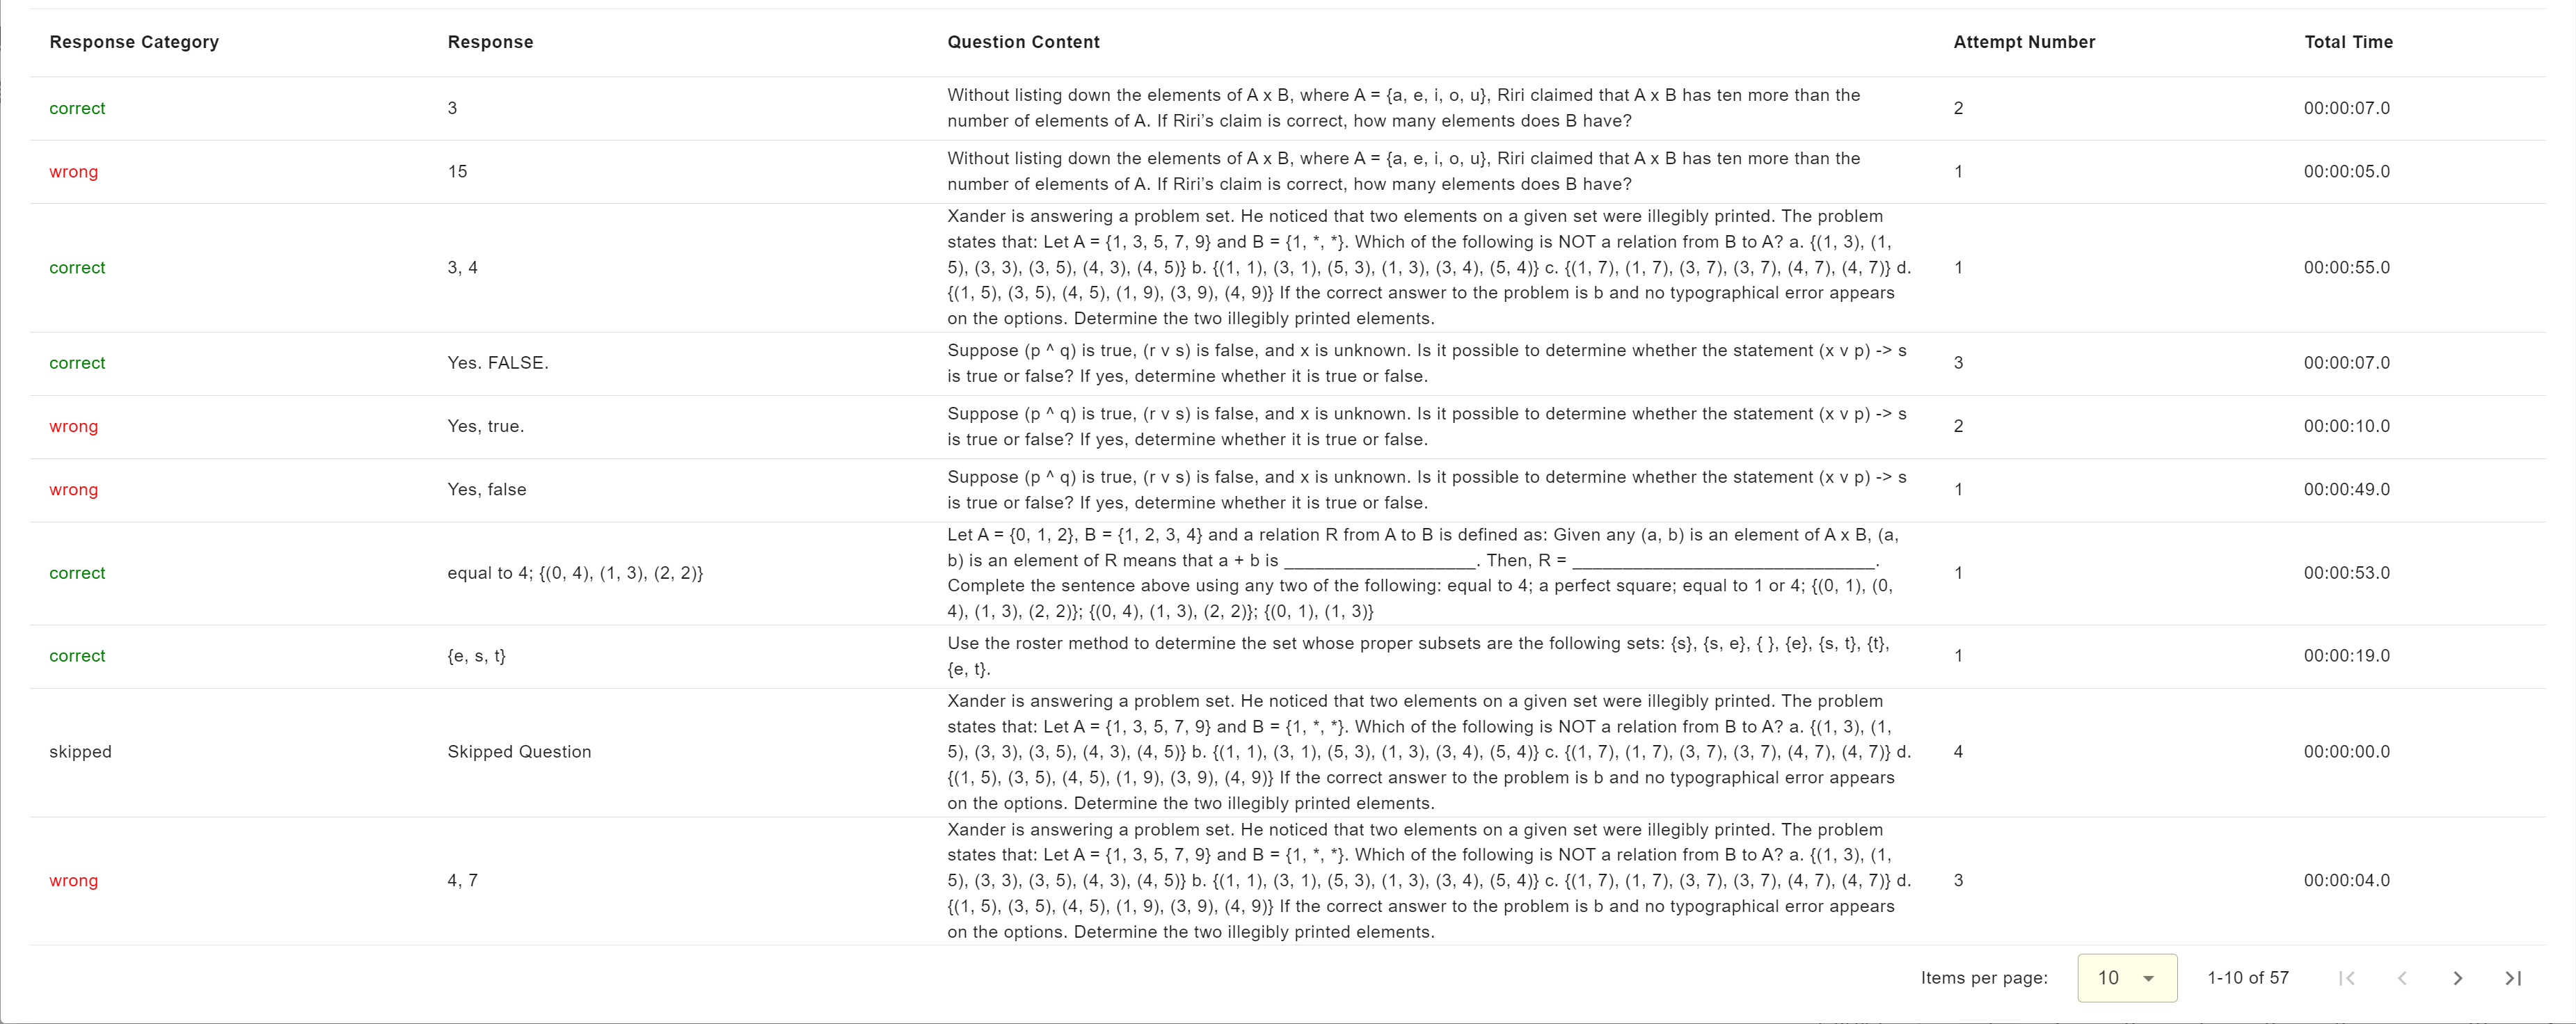 Response Category Response Question Content Attempt Number Total Time
correct 3 Without listing down the elements of A x B, where A = {a, e, i, o, u}, Riri claimed that A x B has ten more than the
number of elements of A. If Riri’s claim is correct, how many elements does B have? 2 00:00:07.0
wrong 15 Without listing down the elements of A x B, where A = {a, e, i, o, u}, Riri claimed that A x B has ten more than the
number of elements of A. If Riri’s claim is correct, how many elements does B have? 1 00:00:05.0
correct 3, 4 Xander is answering a problem set. He noticed that two elements on a given set were illegibly printed. The problem
states that: Let A = {1, 3, 5, 7, 9} and B = {1, *, *}. Which of the following is NOT a relation from B to A? a. {(1, 3), (1,
5), (3, 3), (3, 5), (4, 3), (4, 5)} b. {(1, 1), (3, 1), (5, 3), (1, 3), (3, 4), (5, 4)} c. {(1, 7), (1, 7), (3, 7), (3, 7), (4, 7), (4, 7)} d.
{(1, 5), (3, 5), (4, 5), (1, 9), (3, 9), (4, 9)} If the correct answer to the problem is b and no typographical error appears
on the options. Determine the two illegibly printed elements. 1 00:00:55.0
correct Yes. FALSE. Suppose (p ^ q) is true, (r v s) is false, and x is unknown. Is it possible to determine whether the statement (x v p) -> s
is true or false? If yes, determine whether it is true or false. 3 00:00:07.0
wrong Yes, true. Suppose (p ^ q) is true, (r v s) is false, and x is unknown. Is it possible to determine whether the statement (x v p) -> s
is true or false? If yes, determine whether it is true or false. 2 00:00:10.0
wrong Yes, false Suppose (p ^ q) is true, (r v s) is false, and x is unknown. Is it possible to determine whether the statement (x v p) -> s
is true or false? If yes, determine whether it is true or false. 1 00:00:49.0
correct equal to 4; {(0, 4), (1, 3), (2, 2)} Let A = {0, 1, 2}, B = {1, 2, 3, 4} and a relation R from A to B is defined as: Given any (a, b) is an element of A x B, (a,
b) is an element of R means that a + b is ___________________. Then, R = ______________________________.
Complete the sentence above using any two of the following: equal to 4; a perfect square; equal to 1 or 4; {(0, 1), (0,
4), (1, 3), (2, 2)}; {(0, 4), (1, 3), (2, 2)}; {(0, 1), (1, 3)} 1 00:00:53.0
correct {e, s, t} Use the roster method to determine the set whose proper subsets are the following sets: {s}, {s, e}, { }, {e}, {s, t}, {t},
{e, t}. 1 00:00:19.0
skipped Skipped Question Xander is answering a problem set. He noticed that two elements on a given set were illegibly printed. The problem
states that: Let A = {1, 3, 5, 7, 9} and B = {1, *, *}. Which of the following is NOT a relation from B to A? a. {(1, 3), (1,
5), (3, 3), (3, 5), (4, 3), (4, 5)} b. {(1, 1), (3, 1), (5, 3), (1, 3), (3, 4), (5, 4)} c. {(1, 7), (1, 7), (3, 7), (3, 7), (4, 7), (4, 7)} d.
{(1, 5), (3, 5), (4, 5), (1, 9), (3, 9), (4, 9)} If the correct answer to the problem is b and no typographical error appears
on the options. Determine the two illegibly printed elements. 4 00:00:00.0
wrong 4, 7 Xander is answering a problem set. He noticed that two elements on a given set were illegibly printed. The problem
states that: Let A = {1, 3, 5, 7, 9} and B = {1, *, *}. Which of the following is NOT a relation from B to A? a. {(1, 3), (1,
5), (3, 3), (3, 5), (4, 3), (4, 5)} b. {(1, 1), (3, 1), (5, 3), (1, 3), (3, 4), (5, 4)} c. {(1, 7), (1, 7), (3, 7), (3, 7), (4, 7), (4, 7)} d.
{(1, 5), (3, 5), (4, 5), (1, 9), (3, 9), (4, 9)} If the correct answer to the problem is b and no typographical error appears
on the options. Determine the two illegibly printed elements. 3 00:00:04.0
Items per page: 10 1-10 of 57